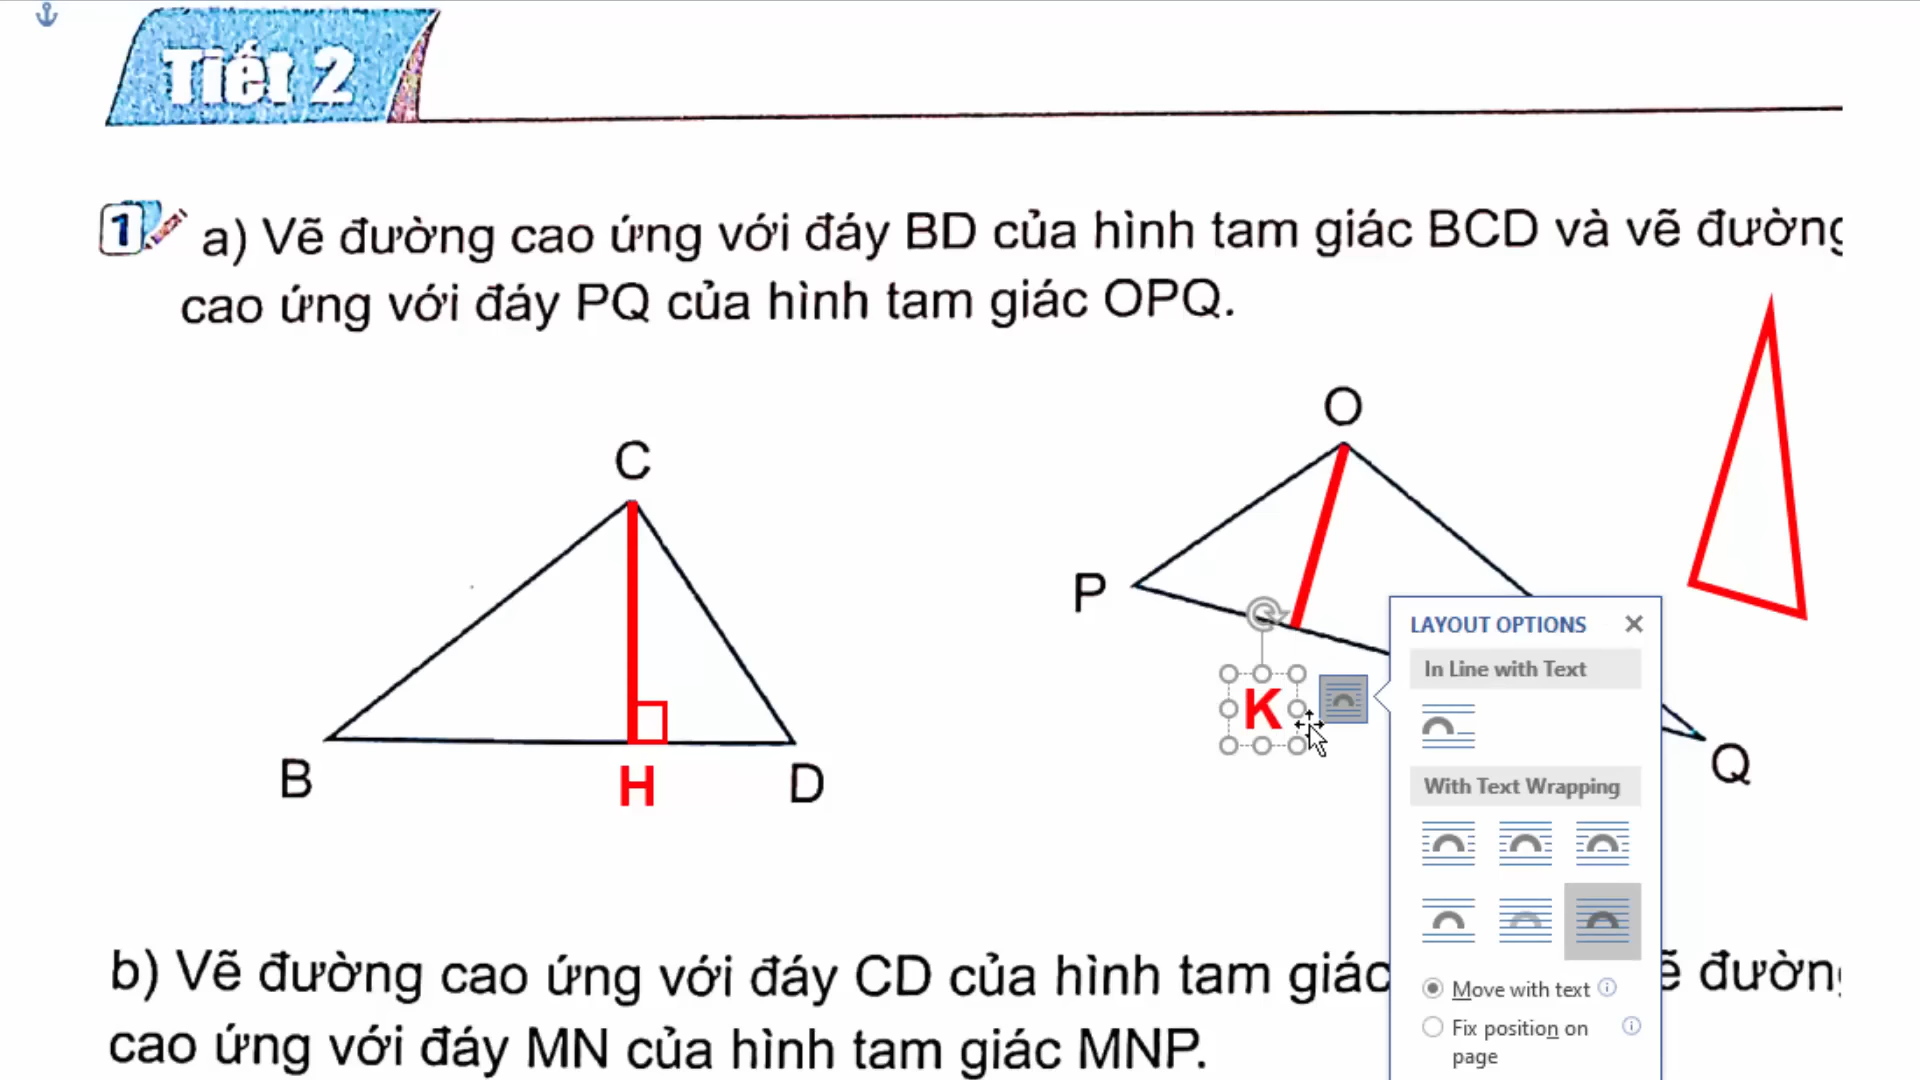 Tiết 2
1 a) Vẽ đường cao ứng với đáy BD của hình tam giác BCD và vẽ đường
cao ứng với đáy PQ của hình tam giác OPQ.
O
C
P
LAYOUT OPTIONS
In Line with Text
K
With Text Wrapping
Q
B
H
D
b) Vẽ đường cao ứng với đáy CD của hình tam giác
ẽ đường
cao ứng với đáy MN của hình tam giác MNP.
Move with text
Fix position on
page